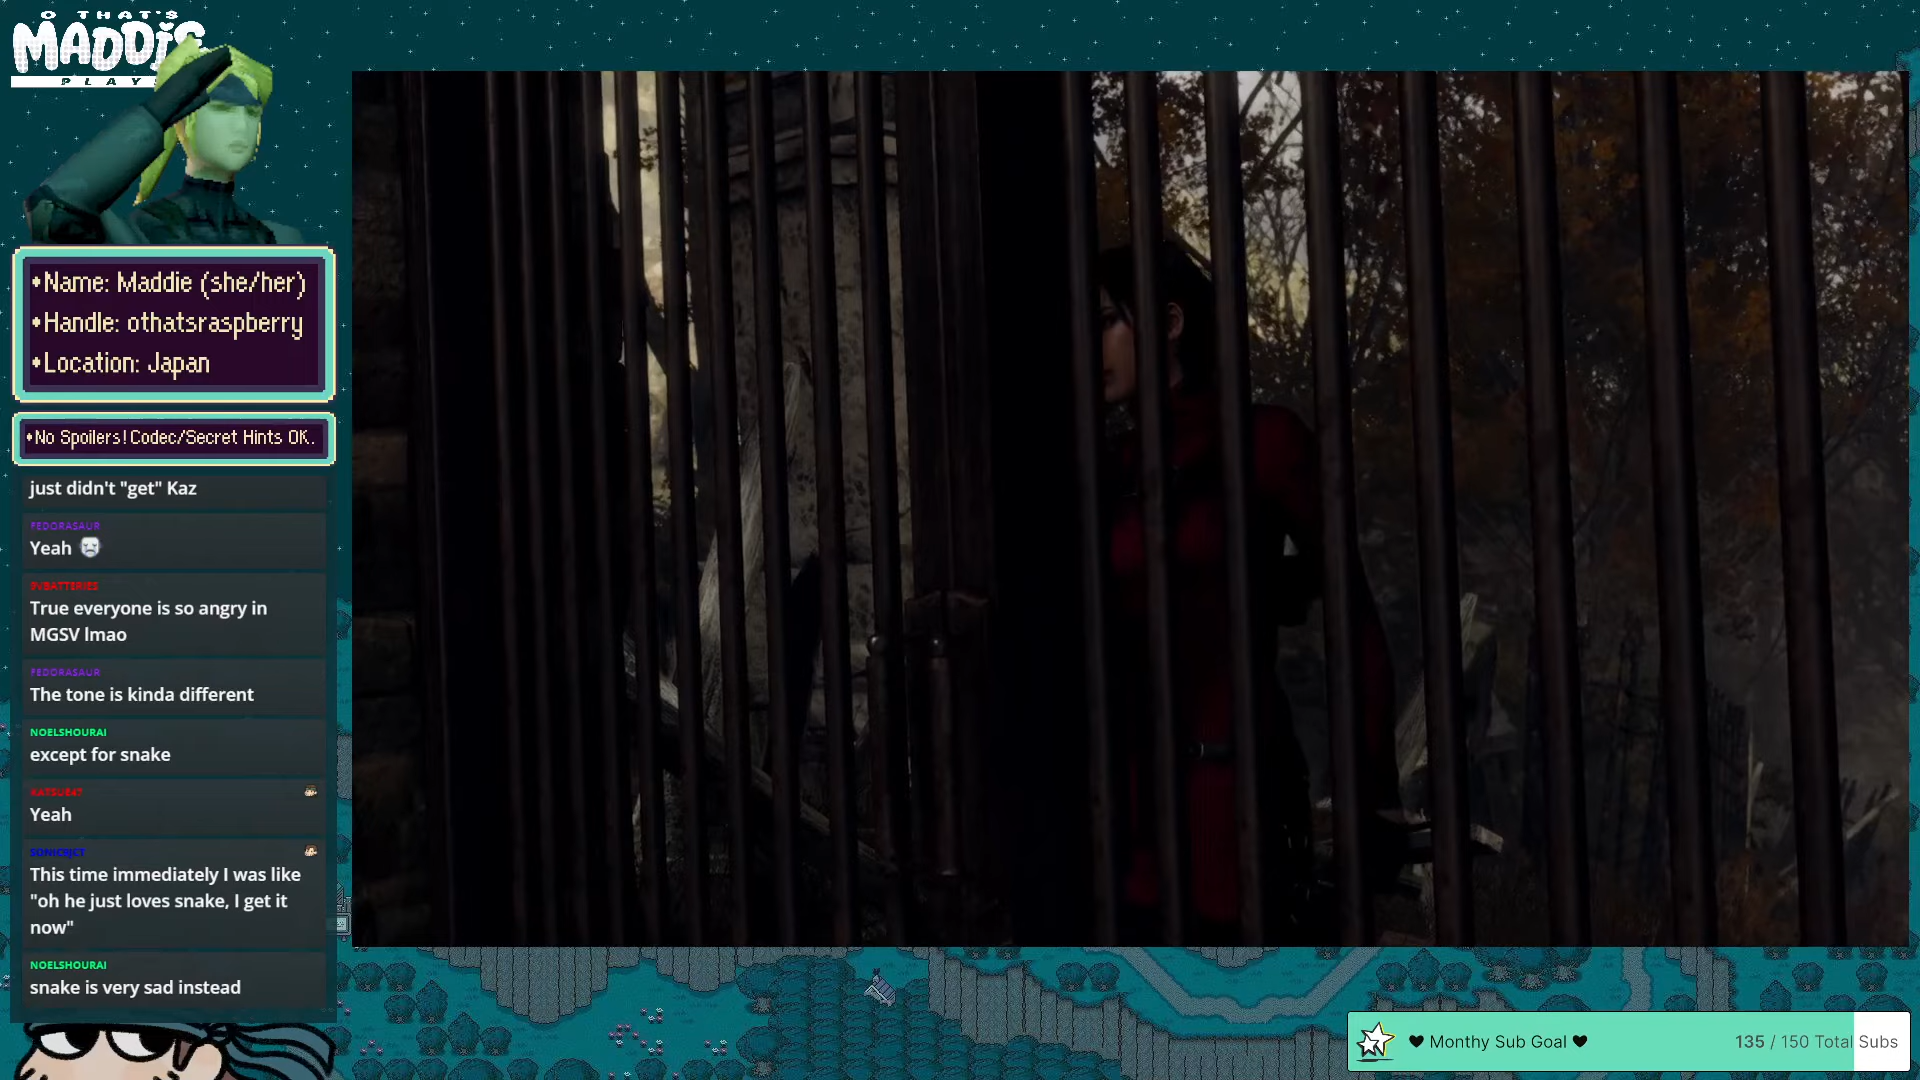 O THAT'S
MADDIE
PLAY
•Name: Maddie (she/her)
•Handle: othatsraspberry
•Location: Japan
•No Spoilers! Codec/Secret Hints OK.
just didn't "get" Kaz
FEDORASAUR
Yeah
9VBATTERIES
True everyone is so angry in
MGSV lmao
FEDORASAUR
The tone is kinda different
NOELSHOURAI
except for snake
KATSUE47
Yeah
This time immediately I was like
"oh he just loves snake, I get it
now"
NOELSHOURAI
snake is very sad instead
♥ Monthy Sub Goal ♥
135 / 150 Total Subs